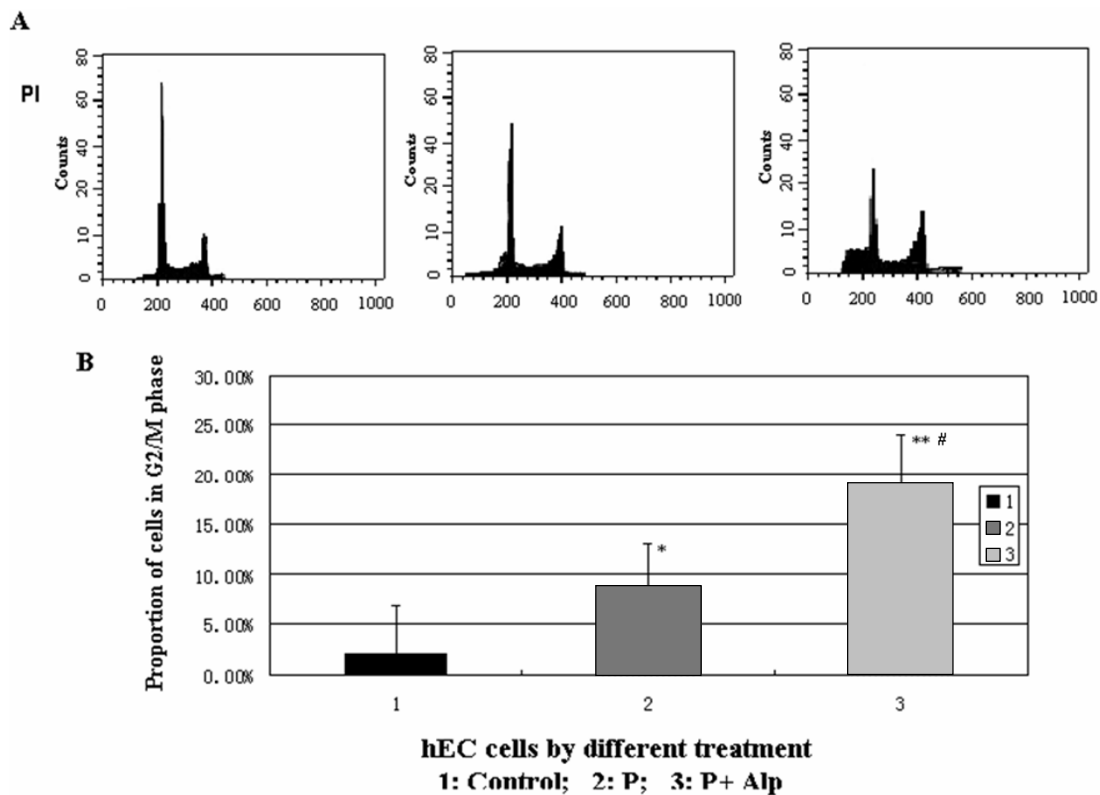 A
PI
Counts
80
60
40
20
10
0
0 200 400 600 800 1000
Counts
80
60
40
20
10
0
0 200 400 600 800 1000
Counts
80
60
40
20
10
0
0 200 400 600 800 1000
B
Proportion of cells in G2/M phase
30.00%
25.00%
20.00%
15.00%
10.00%
5.00%
0.00%
*
** #
1
2
3
1 2 3
hEC cells by different treatment
1: Control; 2: P; 3: P+ Alp